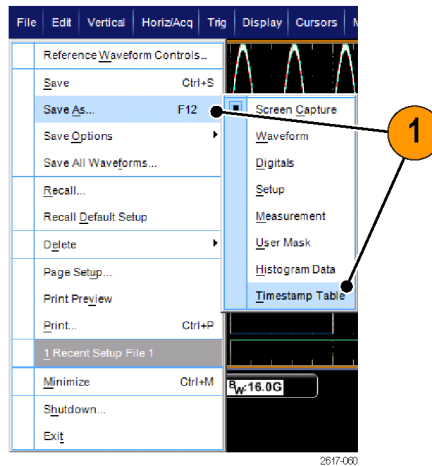 File Edit Vertical Horiz/Acq Trig Display Cursors
Reference Waveform Controls...
Save Ctrl+S
Save As... F12
Save Options
Save All Waveforms...
Recall...
Recall Default Setup
Delete
Page Setup...
Print Preview
Print... Ctrl+P
1 Recent Setup File 1
Minimize Ctrl+M
Shutdown...
Exit
Screen Capture
Waveform
Digitals
Setup
Measurement
User Mask
Histogram Data
Timestamp Table
1
BW:16.0G
2617-060